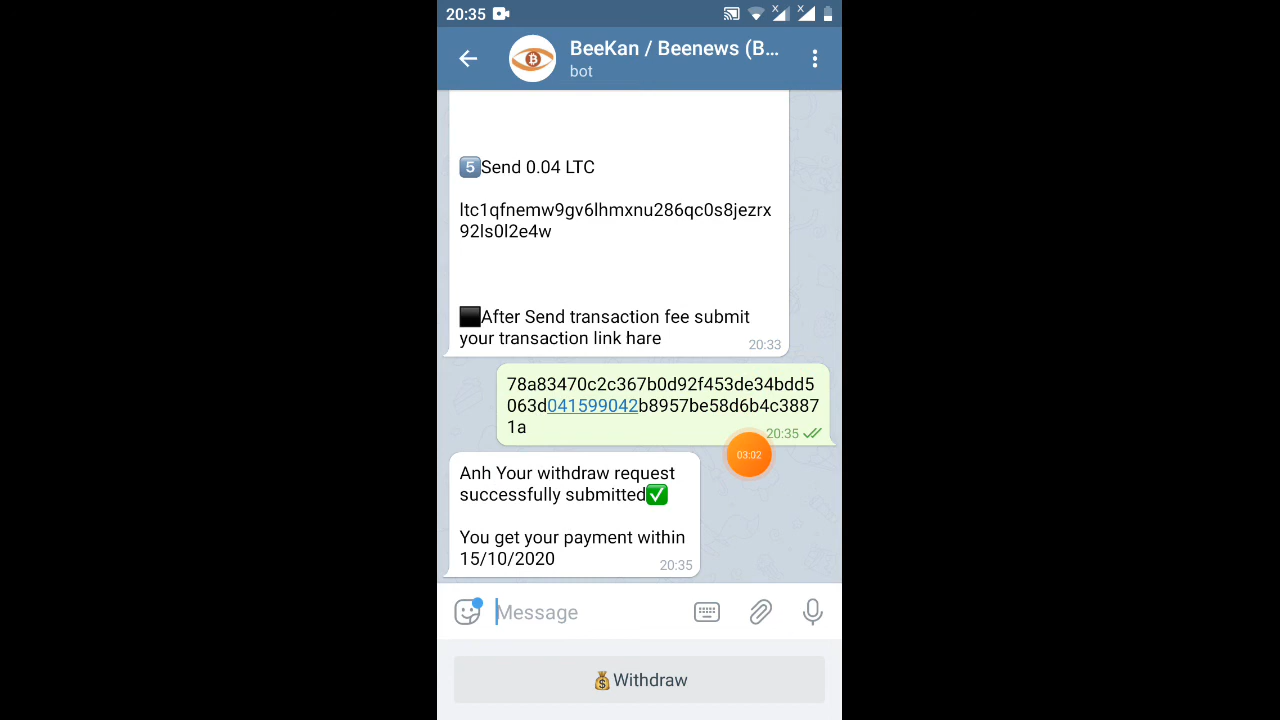 20:35
BeeKan / Beenews (B...
bot
5 Send 0.04 LTC
ltc1qfnemw9gv6lhmxnu286qc0s8jezrx
92ls0l2e4w
After Send transaction fee submit
your transaction link hare
20:33
78a83470c2c367b0d92f453de34bdd5
063d041599042b8957be58d6b4c3887
1a
20:35
03:02
Anh Your withdraw request
successfully submitted✅
You get your payment within
15/10/2020
20:35
Message
💰Withdraw